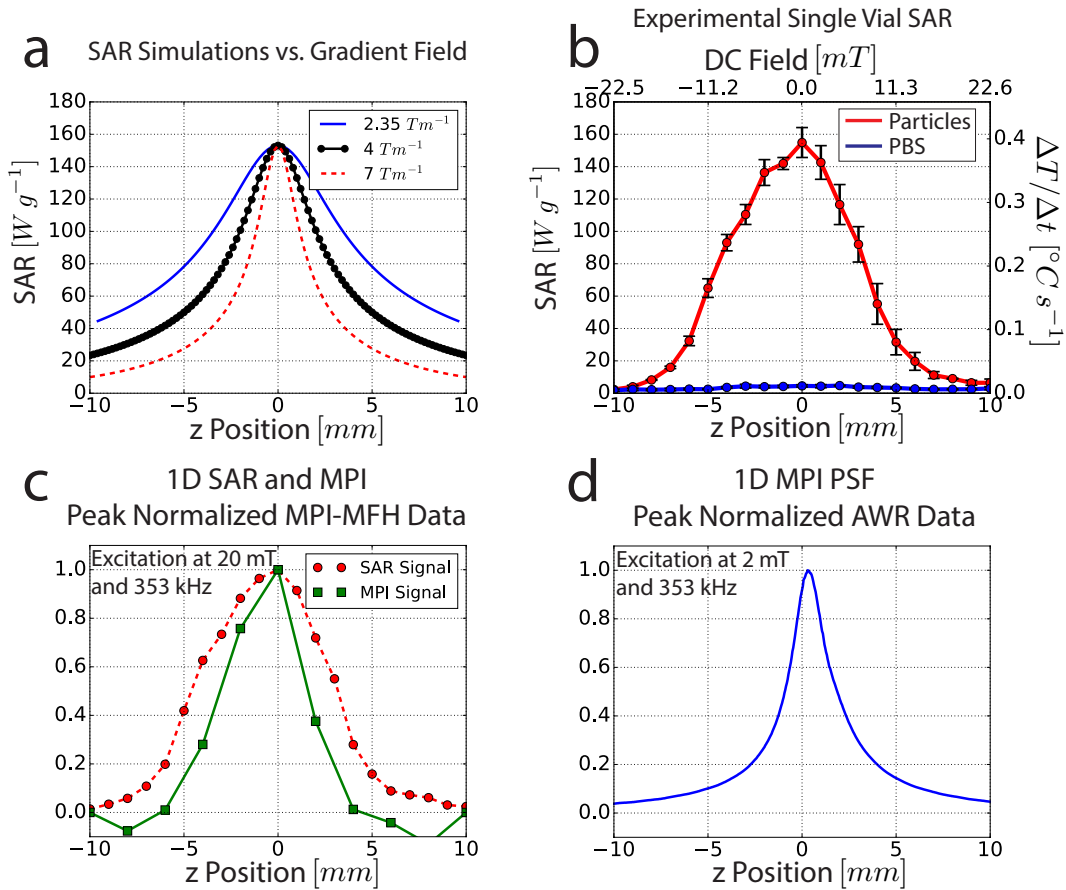 a
SAR Simulations vs. Gradient Field
180
160
140
120
100
80
60
40
20
0
SAR [W g⁻¹]
2.35 Tm⁻¹
4 Tm⁻¹
7 Tm⁻¹
−10
−5
0
5
10
z Position [mm]
b
Experimental Single Vial SAR
DC Field [mT]
−22.5
−11.2
0.0
11.3
22.6
180
160
140
120
100
80
60
40
20
0
SAR [W g⁻¹]
Particles
PBS
0.4
0.3
0.2
0.1
0.0
ΔT/Δt [°C s⁻¹]
−10
−5
0
5
10
z Position [mm]
c
1D SAR and MPI
Peak Normalized MPI-MFH Data
Excitation at 20 mT
and 353 kHz
SAR Signal
MPI Signal
1.0
0.8
0.6
0.4
0.2
0.0
−10
−5
0
5
10
z Position [mm]
d
1D MPI PSF
Peak Normalized AWR Data
Excitation at 2 mT
and 353 kHz
1.0
0.8
0.6
0.4
0.2
0.0
−10
−5
0
5
10
z Position [mm]